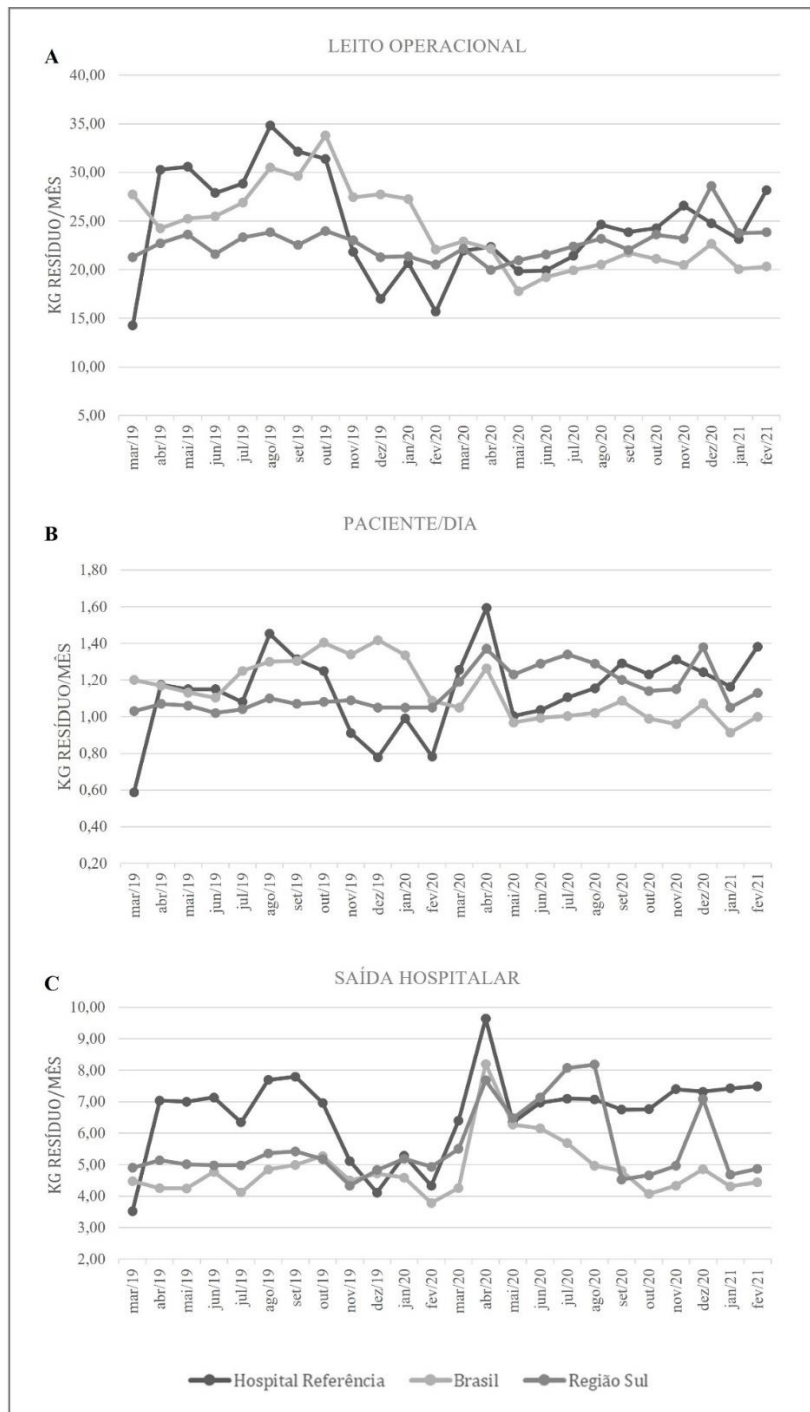 A
LEITO OPERACIONAL
KG RESÍDUO/MÊS
40,00
35,00
30,00
25,00
20,00
15,00
10,00
5,00
mar/19 abr/19 mai/19 jun/19 jul/19 ago/19 set/19 out/19 nov/19 dez/19 jan/20 fev/20 mar/20 abr/20 mai/20 jun/20 jul/20 ago/20 set/20 out/20 nov/20 dez/20 jan/21 fev/21
B
PACIENTE/DIA
KG RESÍDUO/MÊS
1,80
1,60
1,40
1,20
1,00
0,80
0,60
0,40
0,20
mar/19 abr/19 mai/19 jun/19 jul/19 ago/19 set/19 out/19 nov/19 dez/19 jan/20 fev/20 mar/20 abr/20 mai/20 jun/20 jul/20 ago/20 set/20 out/20 nov/20 dez/20 jan/21 fev/21
C
SAÍDA HOSPITALAR
KG RESÍDUO/MÊS
10,00
9,00
8,00
7,00
6,00
5,00
4,00
3,00
2,00
mar/19 abr/19 mai/19 jun/19 jul/19 ago/19 set/19 out/19 nov/19 dez/19 jan/20 fev/20 mar/20 abr/20 mai/20 jun/20 jul/20 ago/20 set/20 out/20 nov/20 dez/20 jan/21 fev/21
Hospital Referência Brasil Região Sul